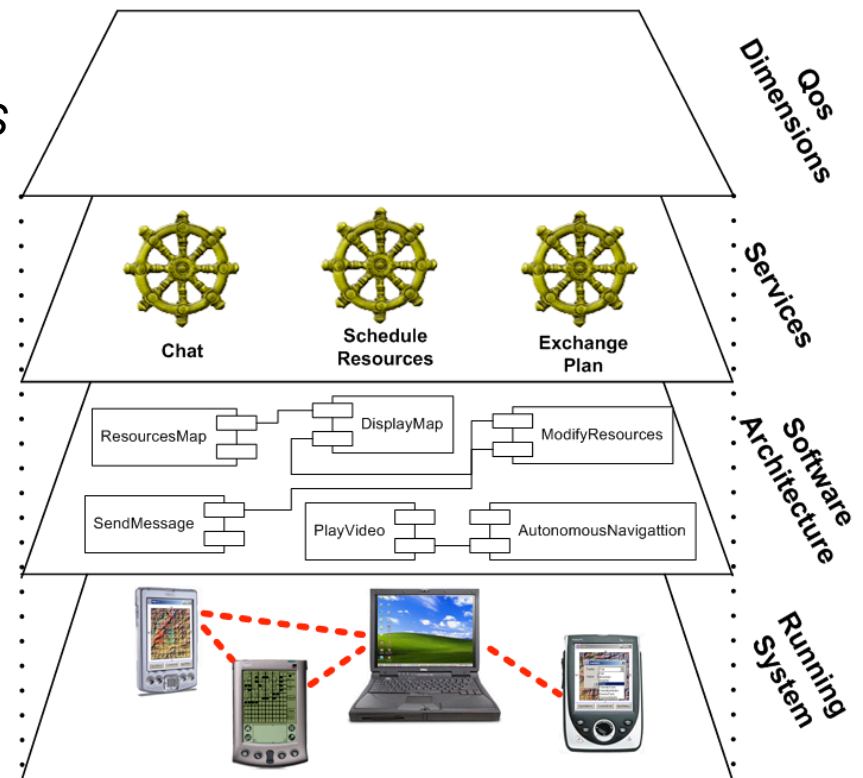 s
Qos
Dimensions
Services
Chat
Schedule
Resources
Exchange
Plan
Software
Architecture
ResourcesMap
DisplayMap
ModifyResources
SendMessage
PlayVideo
AutonomousNavigattion
Running
System